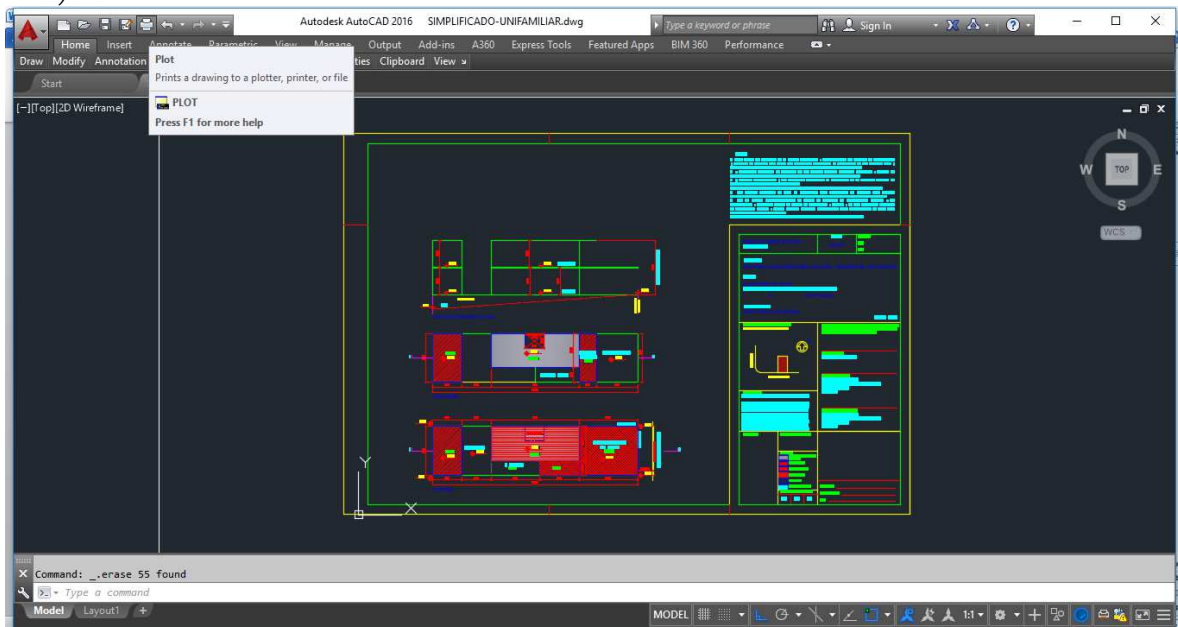 )
Autodesk AutoCAD 2016 SIMPLIFICADO-UNIFAMILIAR.dwg
Type a keyword or phrase
Sign In
Home Insert Annotate Parametric View Manage Output Add-ins A360 Express Tools Featured Apps BIM 360 Performance
Draw Modify Annotation
ties Clipboard View
Start
Plot
Prints a drawing to a plotter, printer, or file
PLOT
Press F1 for more help
[−][Top][2D Wireframe]
N
W TOP E
S
WCS
Y
X
Command: _.erase 55 found
Type a command
Model Layout1 +
MODEL 1:1